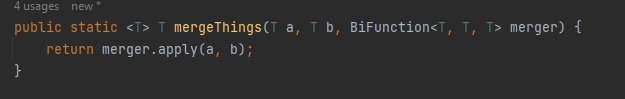 4 usages   new *
public static <T> T mergeThings(T a, T b, BiFunction<T, T, T> merger) {
    return merger.apply(a, b);
}